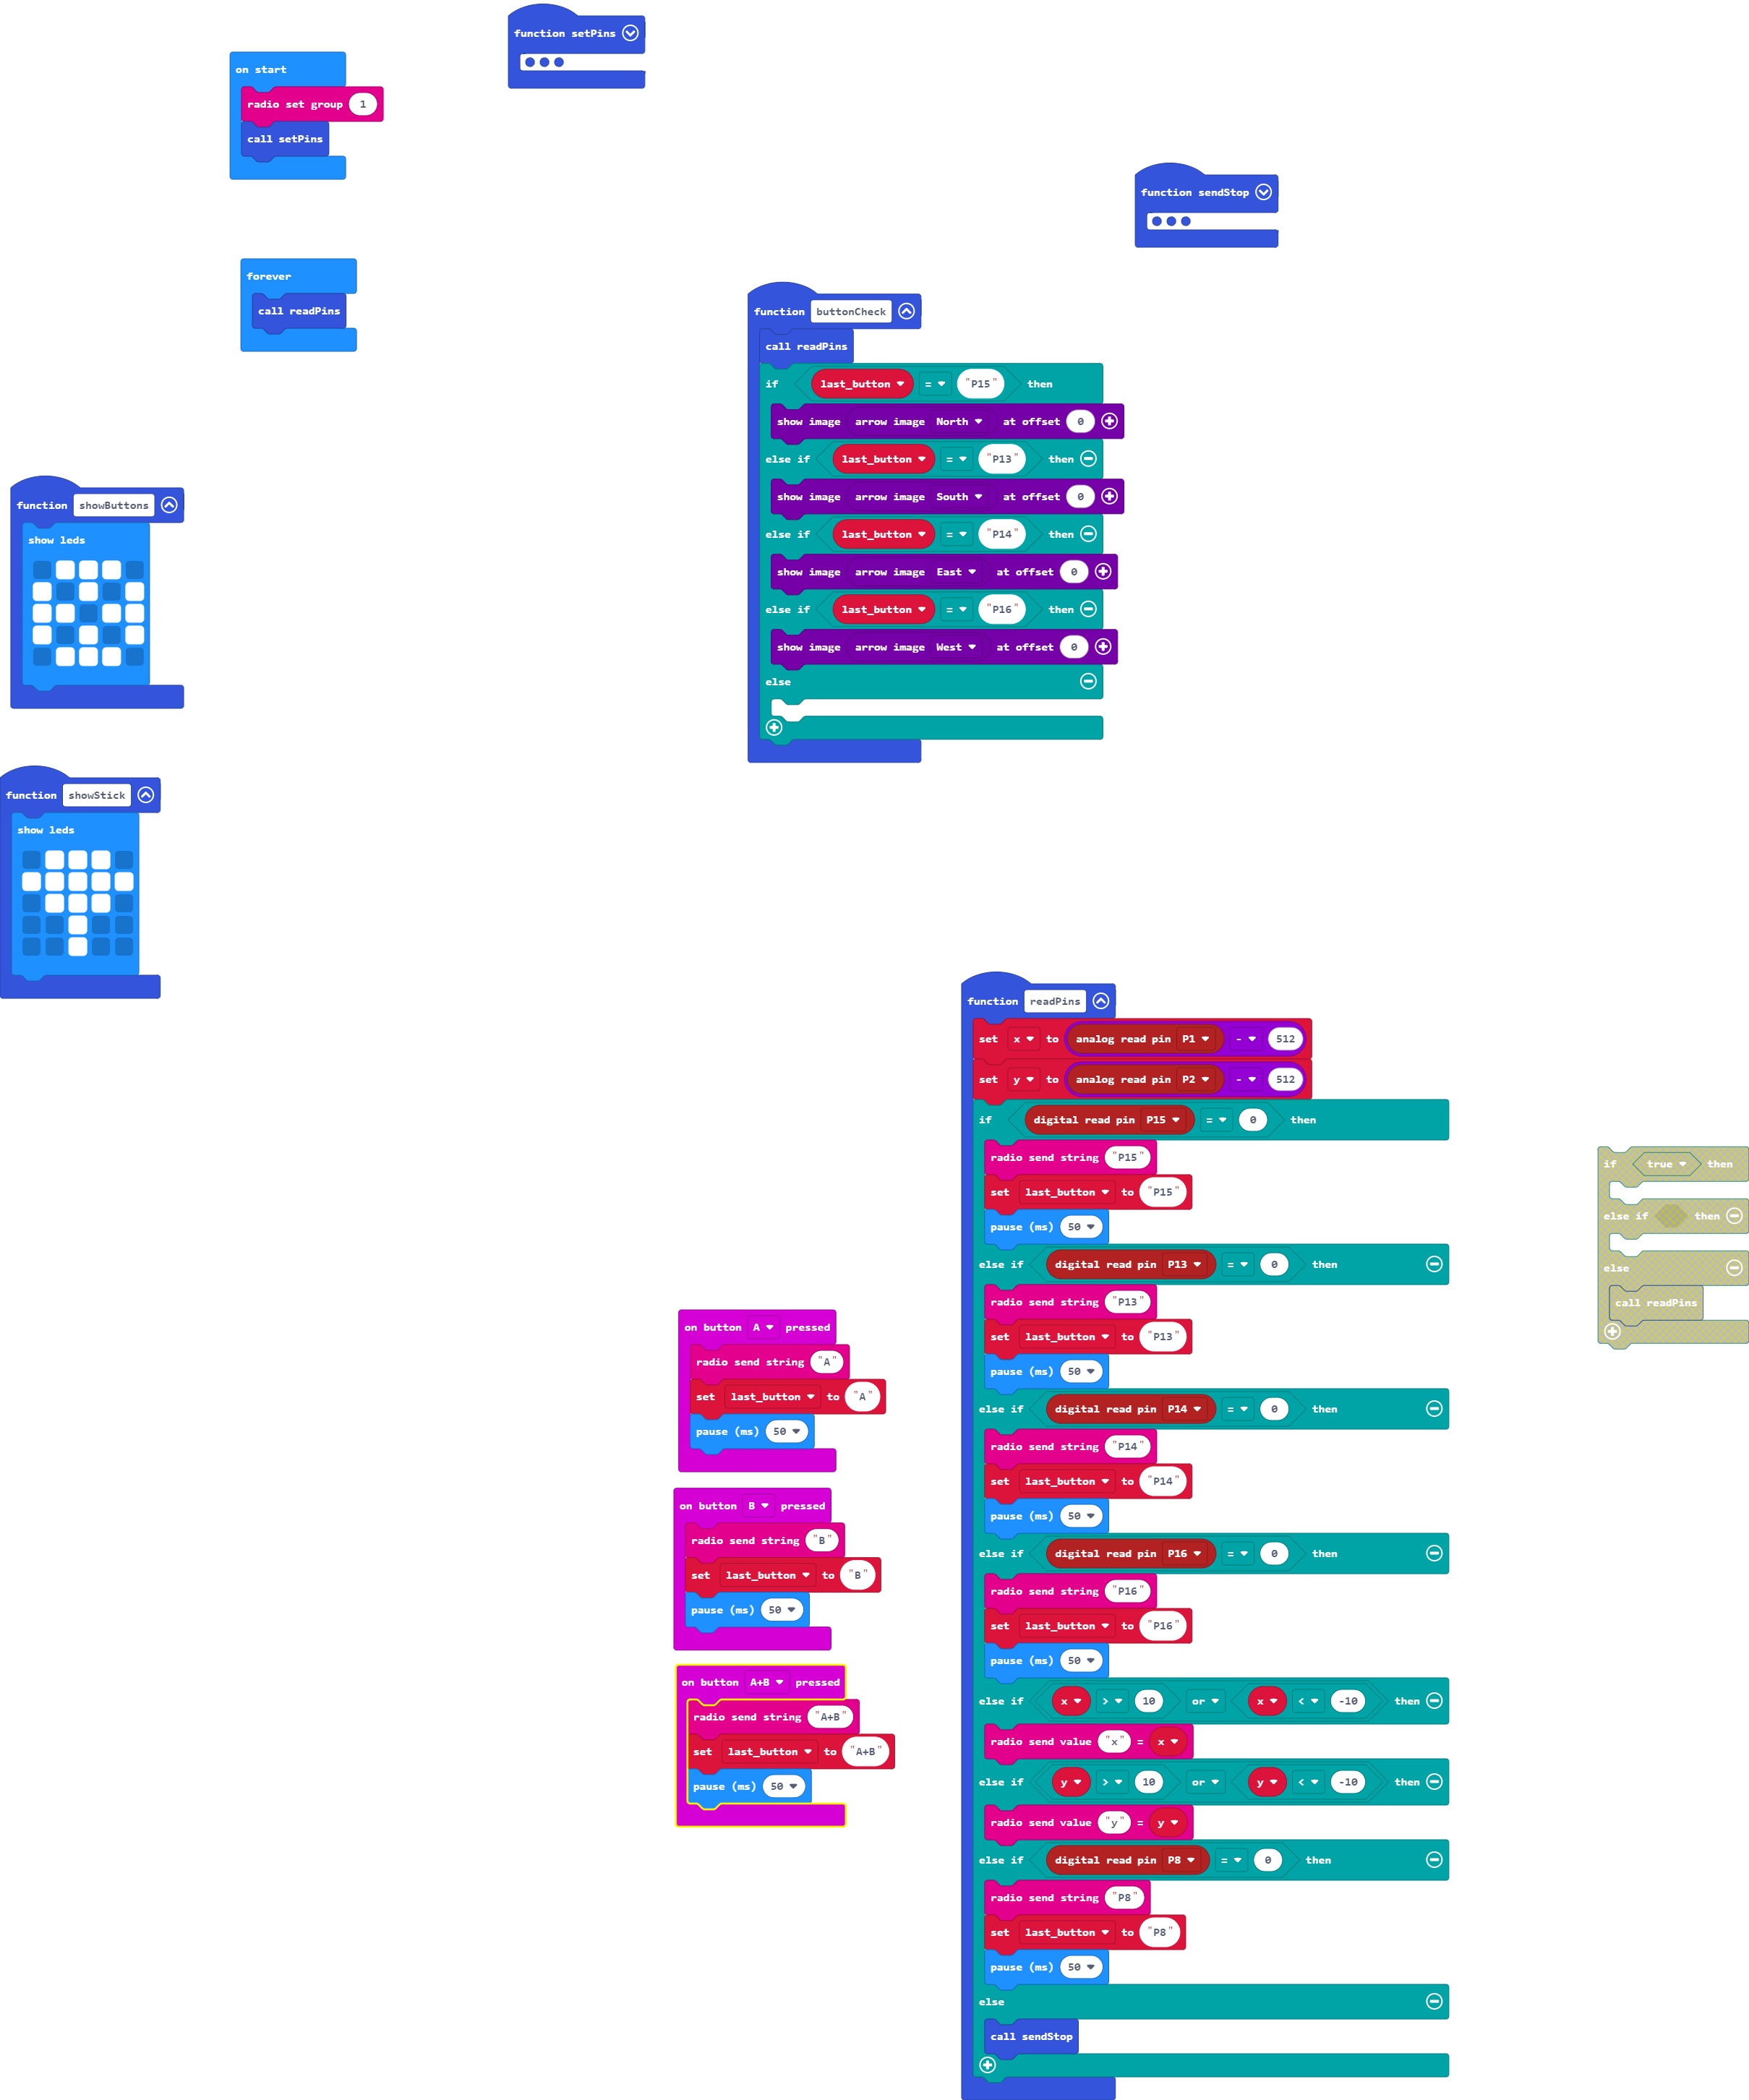 function setPins
on start
radio set group 1
call setPins
function sendStop
forever
call readPins
function buttonCheck
call readPins
if last_button = "P15" then
show image arrow image North at offset 0
else if last_button = "P13" then
show image arrow image South at offset 0
else if last_button = "P14" then
show image arrow image East at offset 0
else if last_button = "P16" then
show image arrow image West at offset 0
else
function showButtons
show leds
function showStick
show leds
function readPins
set x to analog read pin P1 - 512
set y to analog read pin P2 - 512
if digital read pin P15 = 0 then
radio send string "P15"
set last_button to "P15"
pause (ms) 50
else if digital read pin P13 = 0 then
radio send string "P13"
set last_button to "P13"
pause (ms) 50
else if digital read pin P14 = 0 then
radio send string "P14"
set last_button to "P14"
pause (ms) 50
else if digital read pin P16 = 0 then
radio send string "P16"
set last_button to "P16"
pause (ms) 50
else if x > 10 or x < -10 then
radio send value "x" = x
else if y > 10 or y < -10 then
radio send value "y" = y
else if digital read pin P8 = 0 then
radio send string "P8"
set last_button to "P8"
pause (ms) 50
else
call sendStop
if true then
else if then
else
call readPins
on button A pressed
radio send string "A"
set last_button to "A"
pause (ms) 50
on button B pressed
radio send string "B"
set last_button to "B"
pause (ms) 50
on button A+B pressed
radio send string "A+B"
set last_button to "A+B"
pause (ms) 50